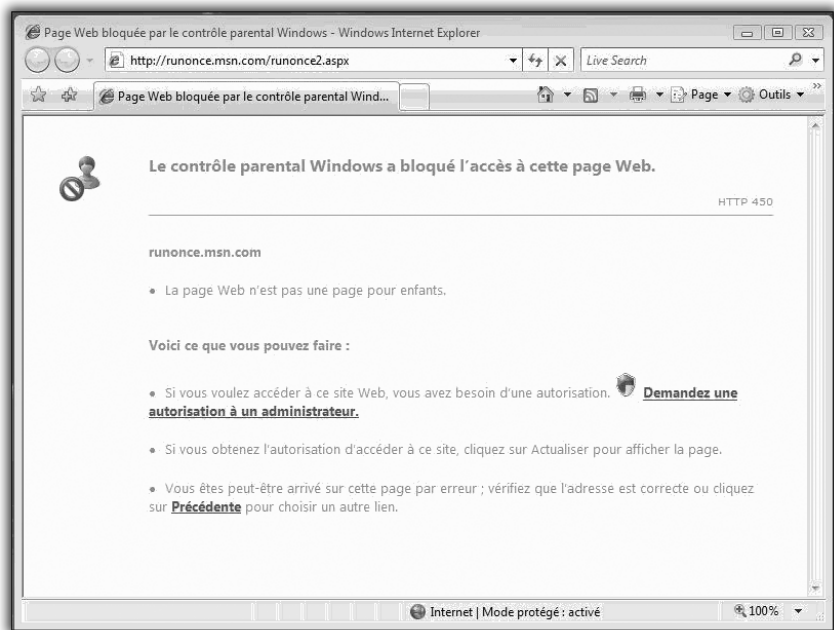 Page Web bloquée par le contrôle parental Windows - Windows Internet Explorer
http://runonce.msn.com/runonce2.aspx
Live Search
Page Web bloquée par le contrôle parental Wind...
Page
Outils
Le contrôle parental Windows a bloqué l'accès à cette page Web.
HTTP 450
runonce.msn.com
• La page Web n'est pas une page pour enfants.
Voici ce que vous pouvez faire :
• Si vous voulez accéder à ce site Web, vous avez besoin d'une autorisation. Demandez une
autorisation à un administrateur.
• Si vous obtenez l'autorisation d'accéder à ce site, cliquez sur Actualiser pour afficher la page.
• Vous êtes peut-être arrivé sur cette page par erreur ; vérifiez que l'adresse est correcte ou cliquez
sur Précédente pour choisir un autre lien.
Internet | Mode protégé : activé
100%